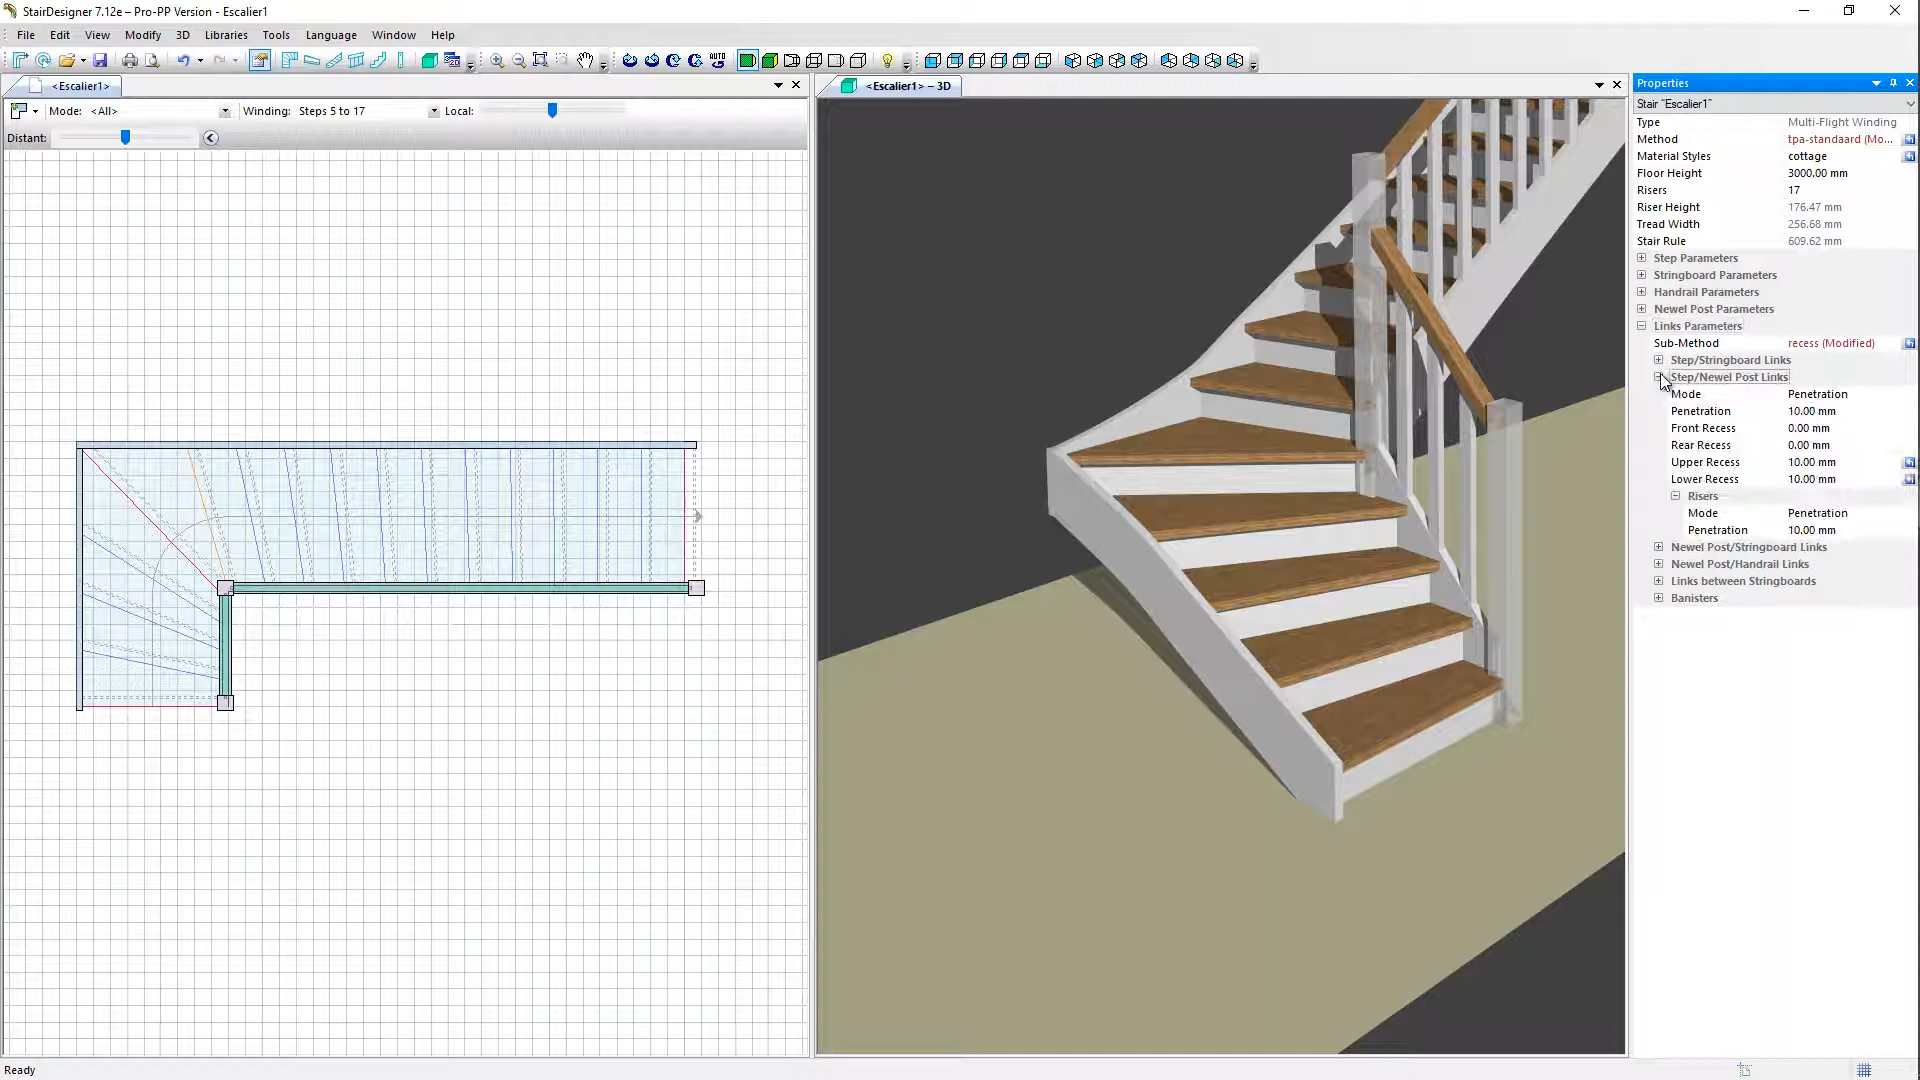 StairDesigner 7.12e – Pro-PP Version - Escalier1
File Edit View Modify 3D Libraries Tools Language Window Help
AUTO
<Escalier1>
Mode: <All> Winding: Steps 5 to 17 Local:
Distant:
<Escalier1> – 3D
Properties
Stair "Escalier1"
Type Multi-Flight Winding
Method tpa-standaard (Mo...
Material Styles cottage
Floor Height 3000.00 mm
Risers 17
Riser Height 176.47 mm
Tread Width 256.68 mm
Stair Rule 609.62 mm
Step Parameters
Stringboard Parameters
Handrail Parameters
Newel Post Parameters
Links Parameters
Sub-Method recess (Modified)
Step/Stringboard Links
Step/Newel Post Links
Mode Penetration
Penetration 10.00 mm
Front Recess 0.00 mm
Rear Recess 0.00 mm
Upper Recess 10.00 mm
Lower Recess 10.00 mm
Risers
Mode Penetration
Penetration 10.00 mm
Newel Post/Stringboard Links
Newel Post/Handrail Links
Links between Stringboards
Banisters
Ready